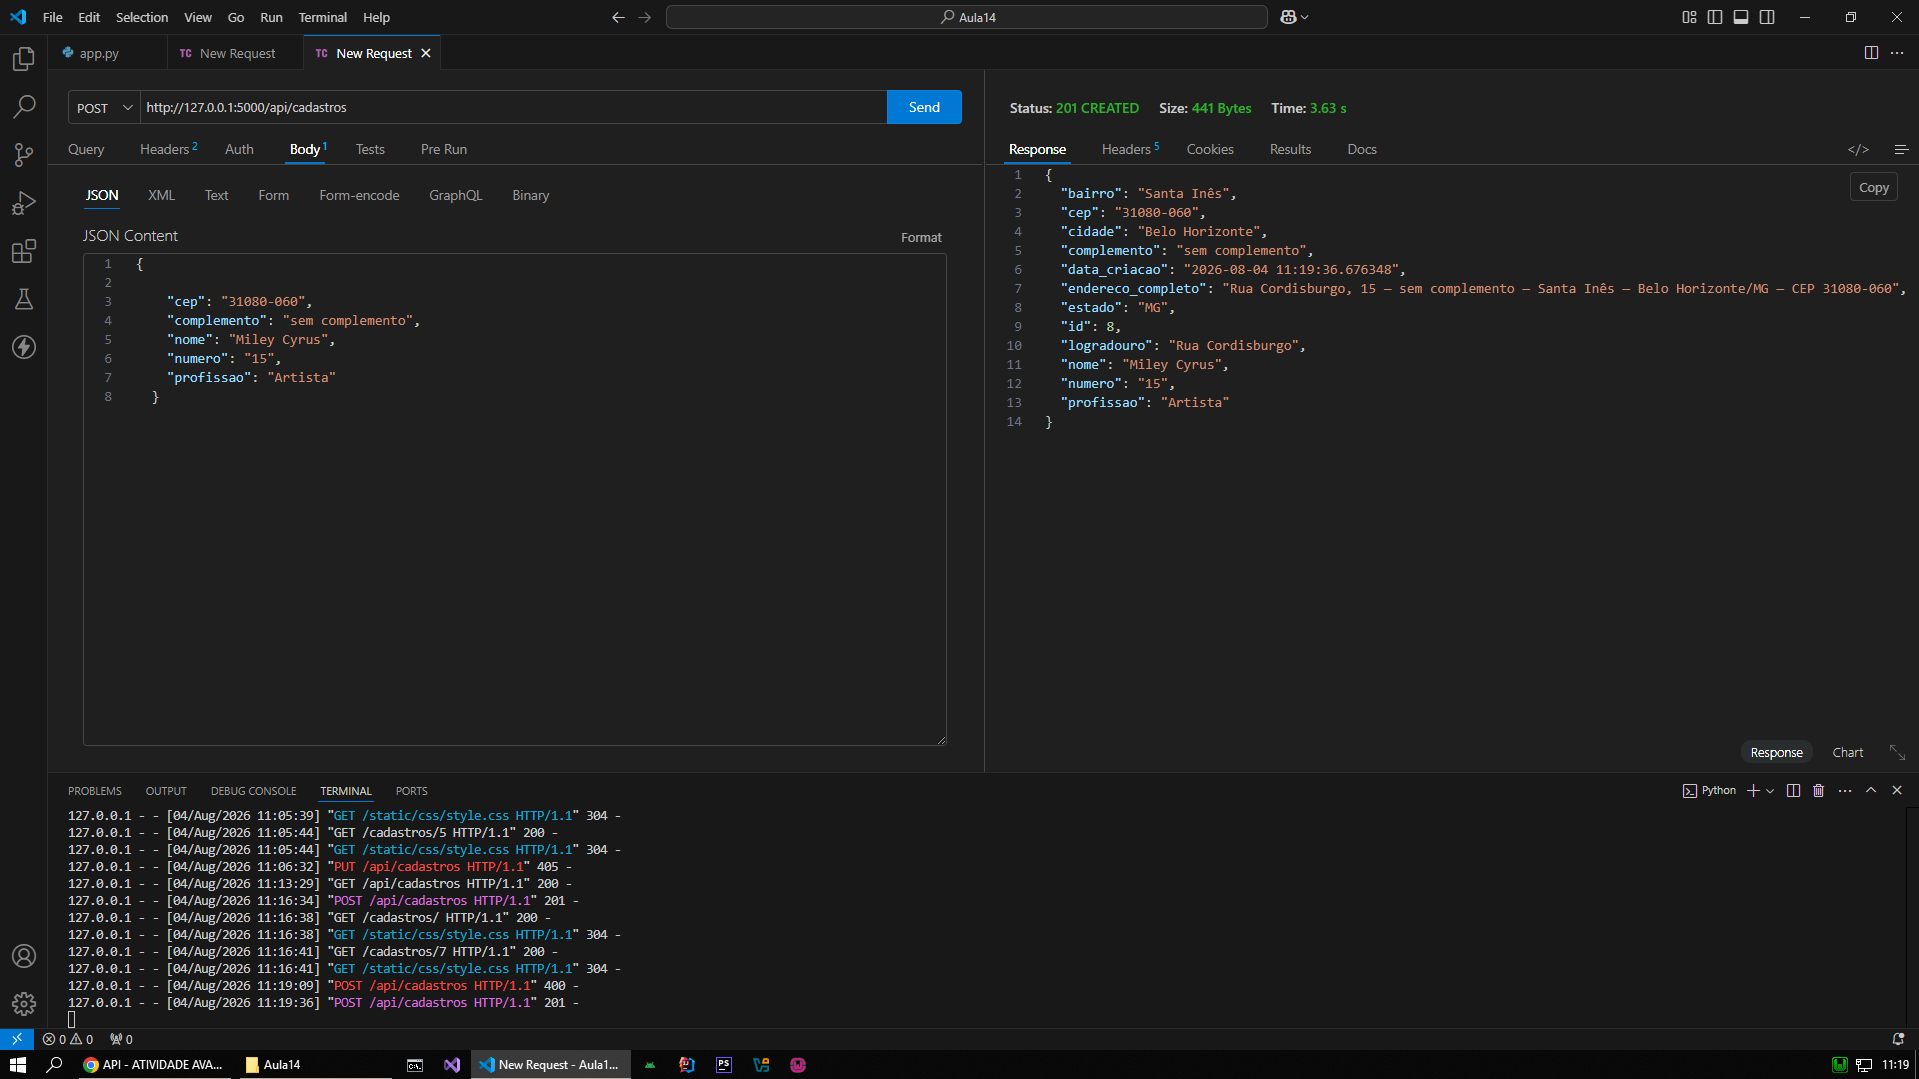 File Edit Selection View Go Run Terminal Help
Aula14
app.py
TC New Request
TC New Request
POST http://127.0.0.1:5000/api/cadastros Send
Query Headers 2 Auth Body 1 Tests Pre Run
JSON XML Text Form Form-encode GraphQL Binary
JSON Content
Format
1 {
2
3 "cep": "31080-060",
4 "complemento": "sem complemento",
5 "nome": "Miley Cyrus",
6 "numero": "15",
7 "profissao": "Artista"
8 }
Status: 201 CREATED Size: 441 Bytes Time: 3.63 s
Response Headers 5 Cookies Results Docs
</>
Copy
1 {
2 "bairro": "Santa Inês",
3 "cep": "31080-060",
4 "cidade": "Belo Horizonte",
5 "complemento": "sem complemento",
6 "data_criacao": "2026-08-04 11:19:36.676348",
7 "endereco_completo": "Rua Cordisburgo, 15 – sem complemento – Santa Inês – Belo Horizonte/MG – CEP 31080-060",
8 "estado": "MG",
9 "id": 8,
10 "logradouro": "Rua Cordisburgo",
11 "nome": "Miley Cyrus",
12 "numero": "15",
13 "profissao": "Artista"
14 }
Response Chart
PROBLEMS OUTPUT DEBUG CONSOLE TERMINAL PORTS
Python
127.0.0.1 - - [04/Aug/2026 11:05:39] "GET /static/css/style.css HTTP/1.1" 304 -
127.0.0.1 - - [04/Aug/2026 11:05:44] "GET /cadastros/5 HTTP/1.1" 200 -
127.0.0.1 - - [04/Aug/2026 11:05:44] "GET /static/css/style.css HTTP/1.1" 304 -
127.0.0.1 - - [04/Aug/2026 11:06:32] "PUT /api/cadastros HTTP/1.1" 405 -
127.0.0.1 - - [04/Aug/2026 11:13:29] "GET /api/cadastros HTTP/1.1" 200 -
127.0.0.1 - - [04/Aug/2026 11:16:34] "POST /api/cadastros HTTP/1.1" 201 -
127.0.0.1 - - [04/Aug/2026 11:16:38] "GET /cadastros/ HTTP/1.1" 200 -
127.0.0.1 - - [04/Aug/2026 11:16:38] "GET /static/css/style.css HTTP/1.1" 304 -
127.0.0.1 - - [04/Aug/2026 11:16:41] "GET /cadastros/7 HTTP/1.1" 200 -
127.0.0.1 - - [04/Aug/2026 11:16:41] "GET /static/css/style.css HTTP/1.1" 304 -
127.0.0.1 - - [04/Aug/2026 11:19:09] "POST /api/cadastros HTTP/1.1" 400 -
127.0.0.1 - - [04/Aug/2026 11:19:36] "POST /api/cadastros HTTP/1.1" 201 -
0 0 0
API - ATIVIDADE AVA...
Aula14
New Request - Aula1...
PS
11:19